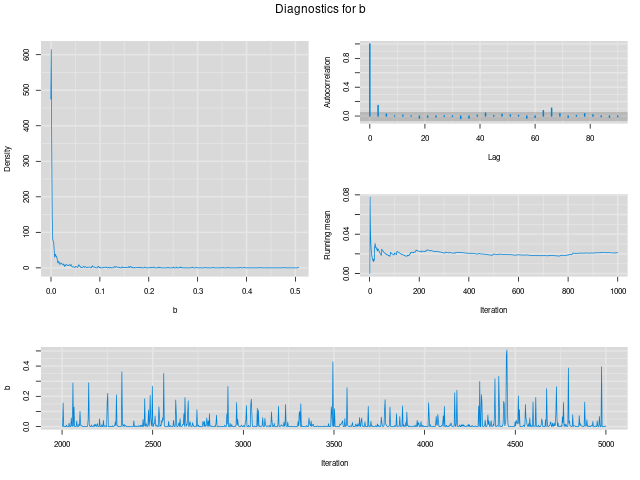 Diagnostics for b
Density
600
500
400
300
200
100
0
0.0 0.1 0.2 0.3 0.4 0.5
b
Autocorrelation
0.8
0.4
0.0
0 20 40 60 80
Lag
Running mean
0.08
0.04
0.00
0 200 400 600 800 1000
Iteration
b
0.4
0.2
0.0
2000 2500 3000 3500 4000 4500 5000
Iteration